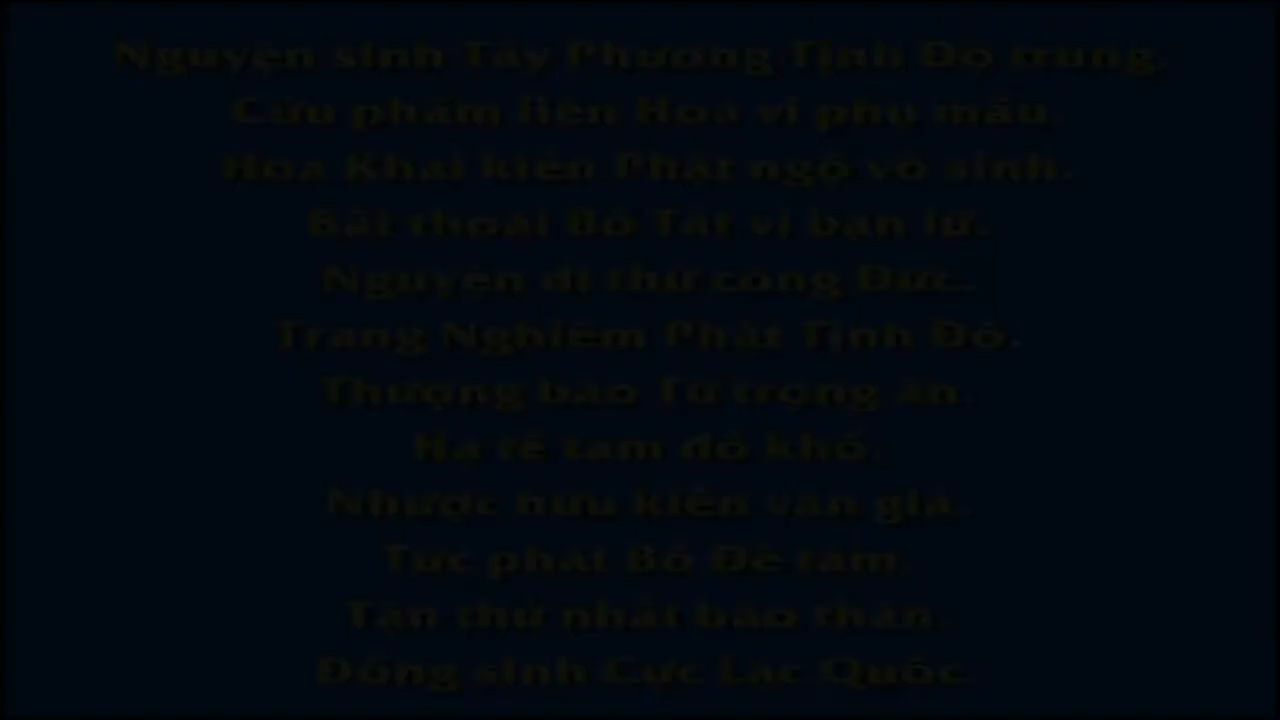 Nguyện sinh Tây Phương Tịnh Độ trung.
Cửu phẩm liên Hoa vi phụ mẫu.
Hoa Khai kiến Phật ngộ vô sinh.
Bất thoái Bồ Tát vi bạn lữ.
Nguyện dĩ thử công Đức.
Trang Nghiêm Phật Tịnh Độ.
Thượng báo Tứ trọng ân.
Hạ tế tam đồ khổ.
Nhược hữu kiến văn giả.
Tức phát Bồ Đề tâm.
Tận thử nhất báo thân.
Đồng sinh Cực Lạc Quốc.